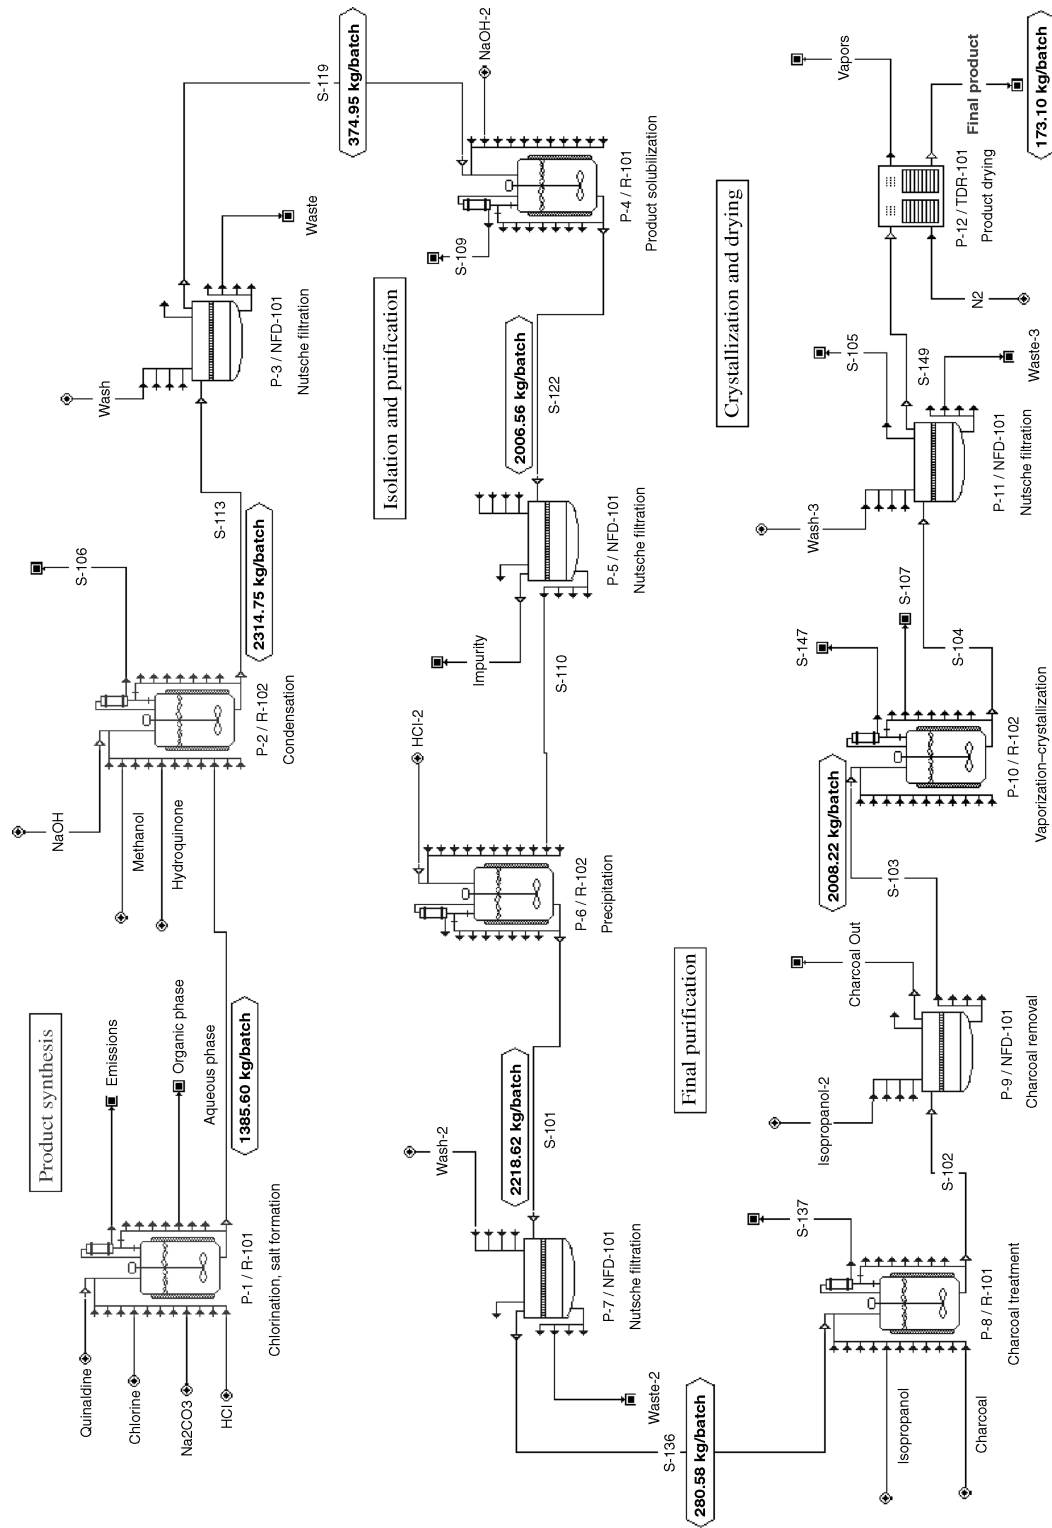 Product synthesis
Quinaldine
Chlorine
Na2CO3
HCl
Emissions
Organic phase
Aqueous phase
1385.60 kg/batch
P-1 / R-101
Chlorination, salt formation
NaOH
Methanol
Hydroquinone
S-106
P-2 / R-102
Condensation
2314.75 kg/batch
S-113
Wash
P-3 / NFD-101
Nutsche filtration
Waste
S-119
374.95 kg/batch
NaOH-2
Isolation and purification
S-109
P-4 / R-101
Product solubilization
2006.56 kg/batch
S-122
P-5 / NFD-101
Nutsche filtration
Impurity
S-110
HCl-2
P-6 / R-102
Precipitation
2218.62 kg/batch
S-101
Wash-2
P-7 / NFD-101
Nutsche filtration
Waste-2
S-136
280.58 kg/batch
Final purification
Isopropanol
Charcoal
S-137
P-8 / R-101
Charcoal treatment
S-102
Isopropanol-2
P-9 / NFD-101
Charcoal removal
Charcoal Out
S-103
2008.22 kg/batch
Crystallization and drying
S-147
S-107
P-10 / R-102
Vaporization–crystallization
S-104
Wash-3
S-105
P-11 / NFD-101
Nutsche filtration
Waste-3
S-149
N2
P-12 / TDR-101
Product drying
Vapors
Final product
173.10 kg/batch